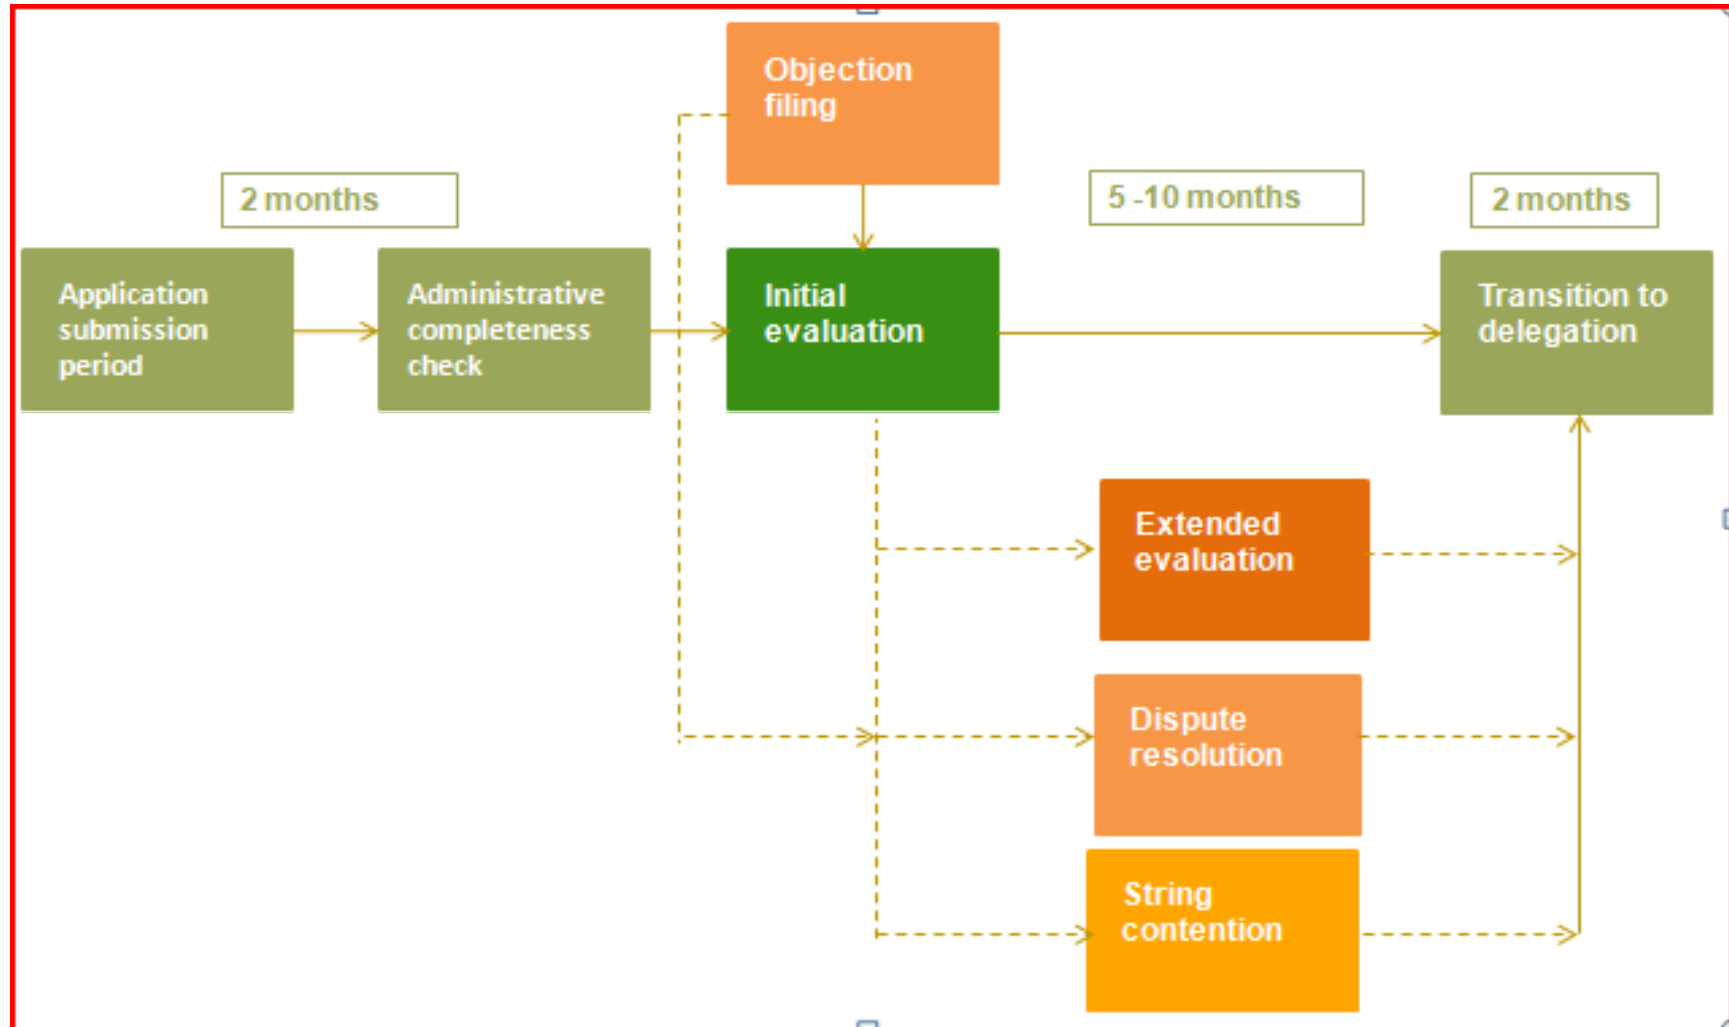 Objection
filing
2 months
5 -10 months
2 months
Application
submission
period
Administrative
completeness
check
Initial
evaluation
Transition to
delegation
Extended
evaluation
Dispute
resolution
String
contention